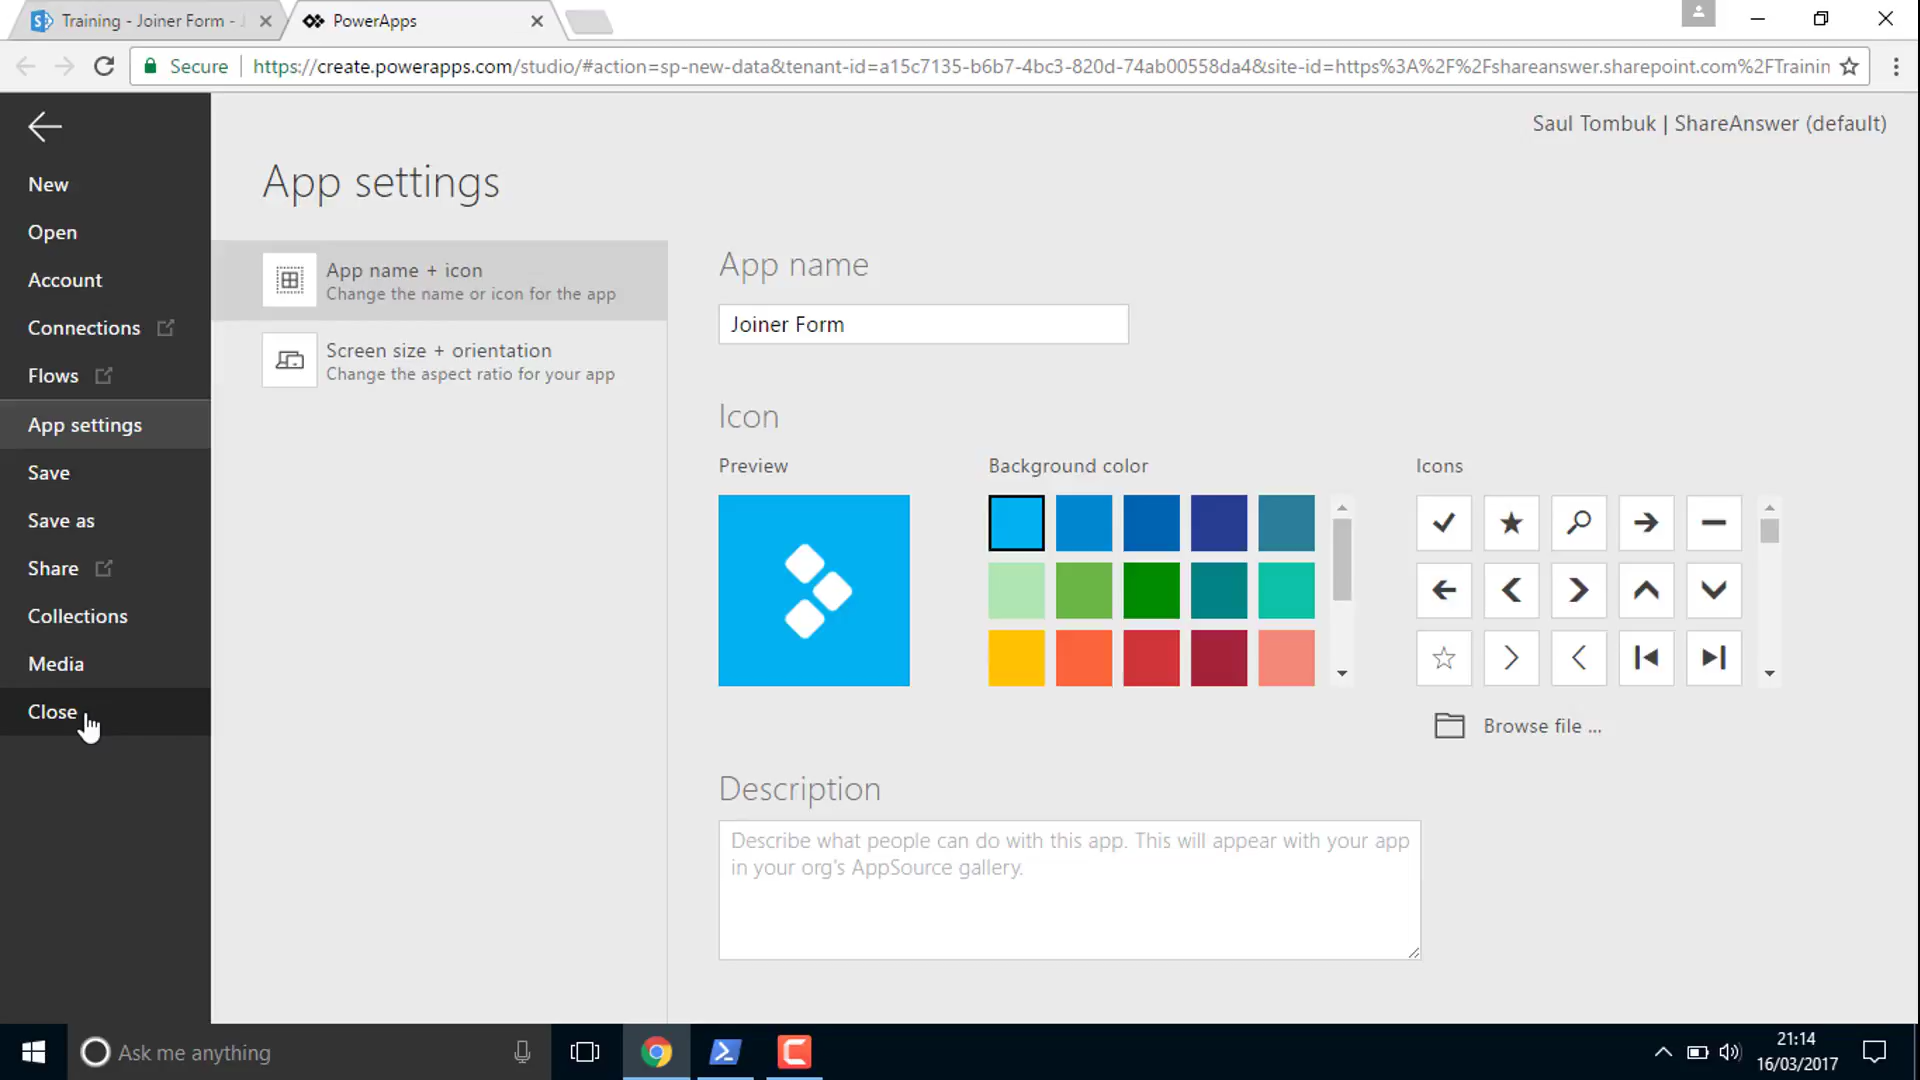 Training - Joiner Form -
PowerApps
Secure
https://create.powerapps.com/studio/#action=sp-new-data&tenant-id=a15c7135-b6b7-4bc3-820d-74ab00558da4&site-id=https%3A%2F%2Fshareanswer.sharepoint.com%2FTrainin
Saul Tombuk | ShareAnswer (default)
New
Open
Account
Connections
Flows
App settings
Save
Save as
Share
Collections
Media
Close
App settings
App name + icon
Change the name or icon for the app
Screen size + orientation
Change the aspect ratio for your app
App name
Joiner Form
Icon
Preview
Background color
Icons
Browse file ...
Description
Describe what people can do with this app. This will appear with your app
in your org's AppSource gallery.
Ask me anything
21:14
16/03/2017